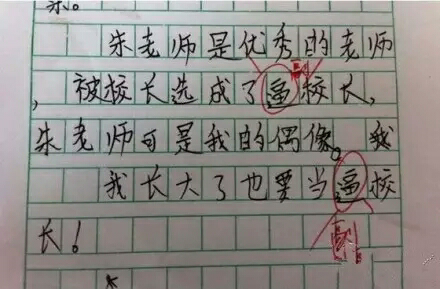 朱老师是优秀的老师
，被校长选成了逼校长，
朱老师可是我的偶像。我
我长大了也要当逼校
长！
副